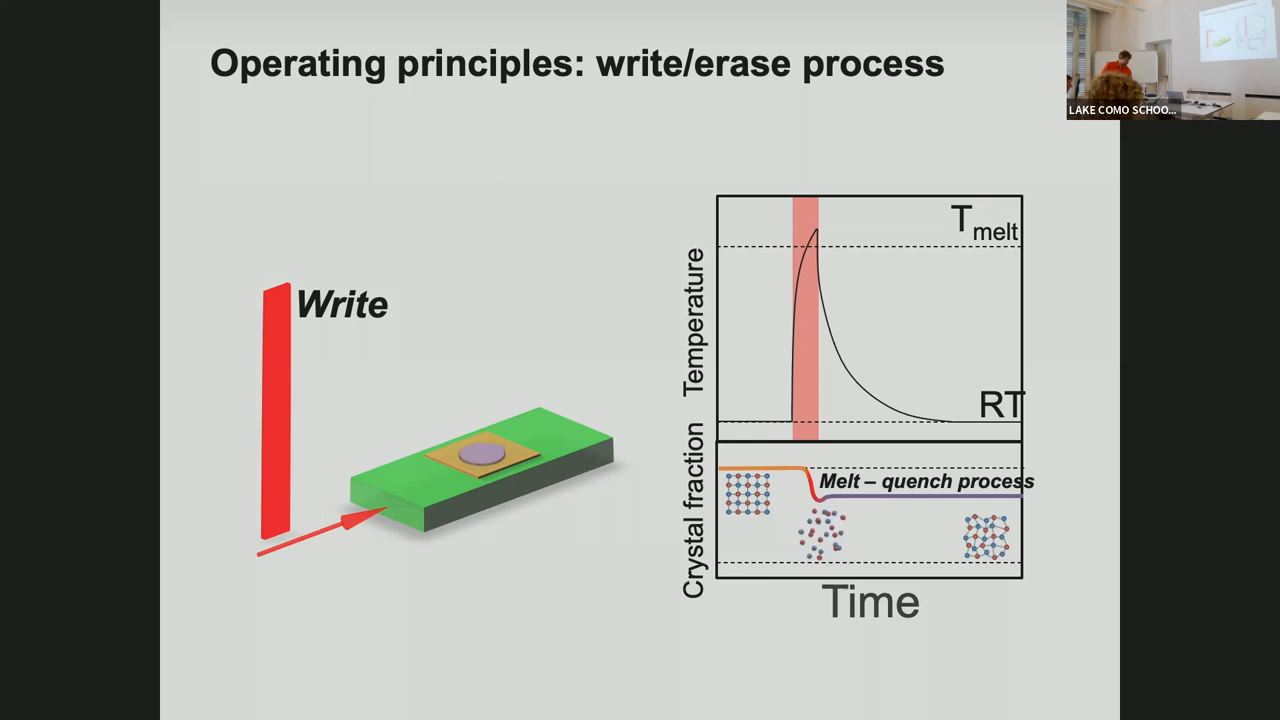 Operating principles: write/erase process
LAKE COMO SCHOO...
Write
Temperature
T melt
RT
Crystal fraction
Melt – quench process
Time